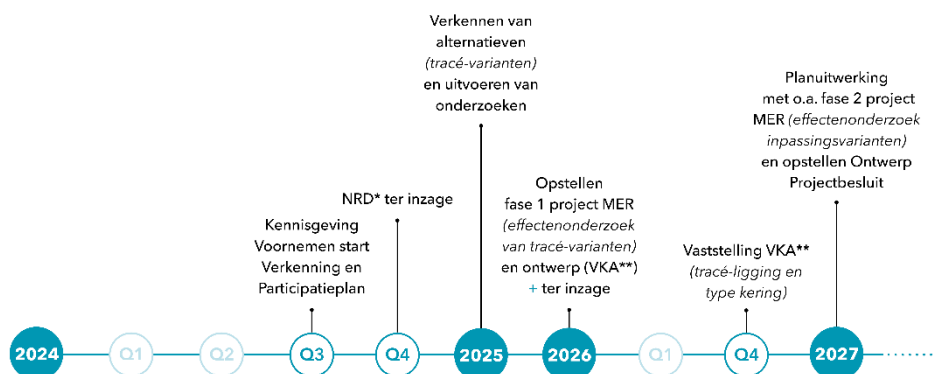 Verkennen van
alternatieven
(tracé-varianten)
en uitvoeren van
onderzoeken
Planuitwerking
met o.a. fase 2 project
MER (effectenonderzoek
inpassingsvarianten)
en opstellen Ontwerp
Projectbesluit
NRD* ter inzage
Opstellen
fase 1 project MER
(effectenonderzoek
van tracé-varianten)
en ontwerp (VKA**)
+ ter inzage
Kennisgeving
Voornemen start
Verkenning en
Participatieplan
Vaststelling VKA**
(tracé-ligging en
type kering)
2024 Q1 Q2 Q3 Q4 2025 2026 Q1 Q4 2027